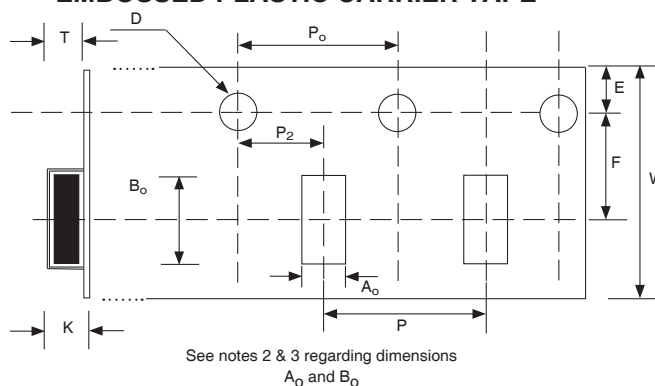 EMBOSSED PLASTIC CARRIER TAPE
D
T
Po
E
P2
F
Bo
W
Ao
K
P
See notes 2 & 3 regarding dimensions
Ao and Bo